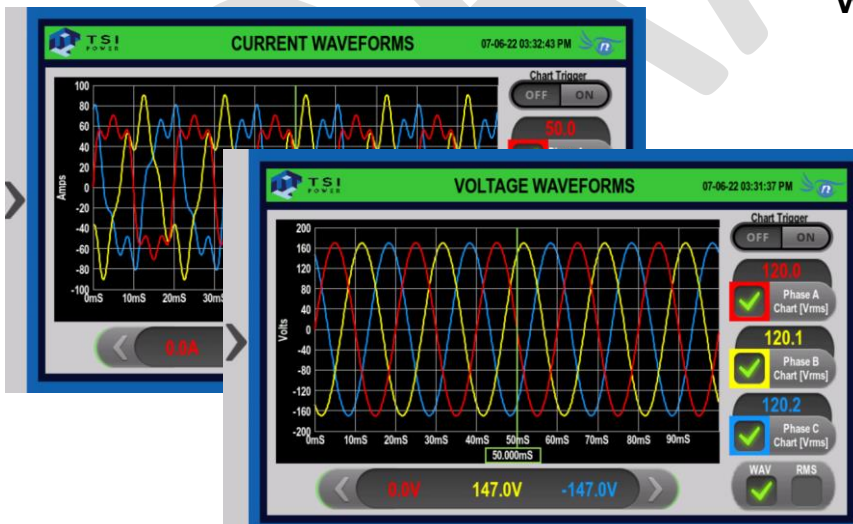 TSI
POWER
CURRENT WAVEFORMS
07-06-22 03:32:43 PM
n
Chart Trigger
OFF ON
50.0
100
80
60
40
20
0
-20
-40
-60
-80
-100
Amps
0mS 10mS 20mS
0.0A
TSI
POWER
VOLTAGE WAVEFORMS
07-06-22 03:31:37 PM
n
Chart Trigger
OFF ON
120.0
Phase A
Chart [Vrms]
120.1
Phase B
Chart [Vrms]
120.2
Phase C
Chart [Vrms]
WAV RMS
200
160
120
80
40
0
-40
-80
-120
-160
-200
Volts
0mS 10mS 20mS 30mS 40mS 50mS 60mS 70mS 80mS 90mS
50.000mS
0.0V 147.0V -147.0V